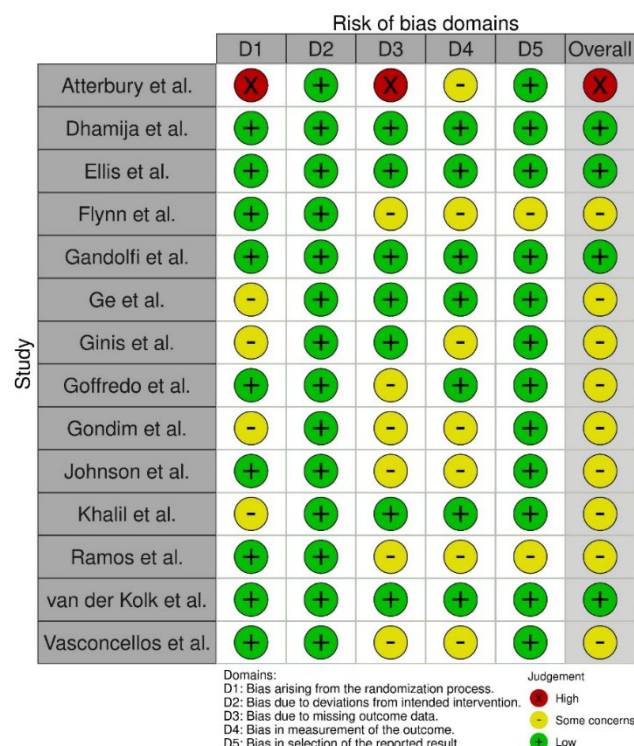 Risk of bias domains
D1 D2 D3 D4 D5 Overall
Study
Atterbury et al. X + X - + X
Dhamija et al. + + + + + +
Ellis et al. + + + + + +
Flynn et al. + + - - - -
Gandolfi et al. + + + + + +
Ge et al. - + + + + -
Ginis et al. - + + - + -
Goffredo et al. + + - + + -
Gondim et al. - + - - + -
Johnson et al. + + - - + -
Khalil et al. - + + + + -
Ramos et al. + + - - - -
van der Kolk et al. + + + + + +
Vasconcellos et al. + + - - + -
Domains:
D1: Bias arising from the randomization process.
D2: Bias due to deviations from intended intervention.
D3: Bias due to missing outcome data.
D4: Bias in measurement of the outcome.
D5: Bias in selection of the reported result.
Judgement
X High
- Some concerns
+ Low